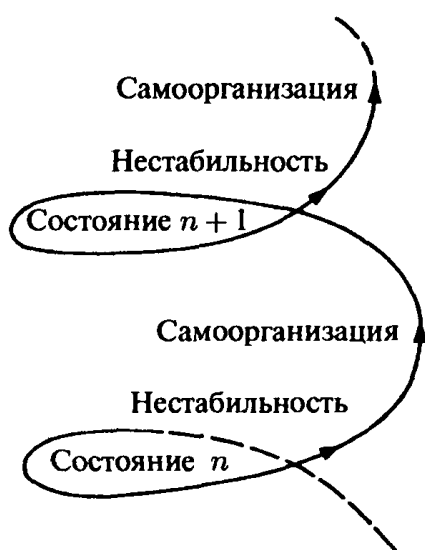 Самоорганизация
Нестабильность
Состояние n + 1
Самоорганизация
Нестабильность
Состояние n